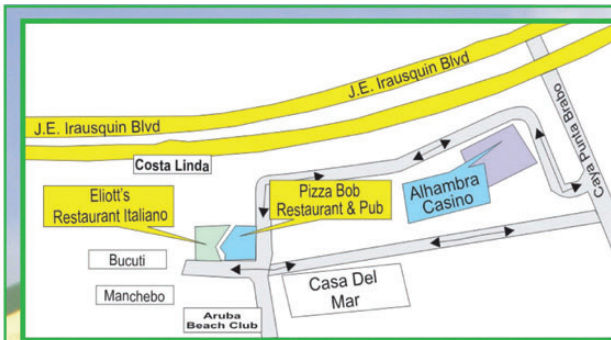 J.E. Irausquin Blvd
J.E. Irausquin Blvd
Caya Punta Brabo
Costa Linda
Eliott's
Restaurant Italiano
Pizza Bob
Restaurant & Pub
Alhambra
Casino
Bucuti
Manchebo
Casa Del
Mar
Aruba
Beach Club